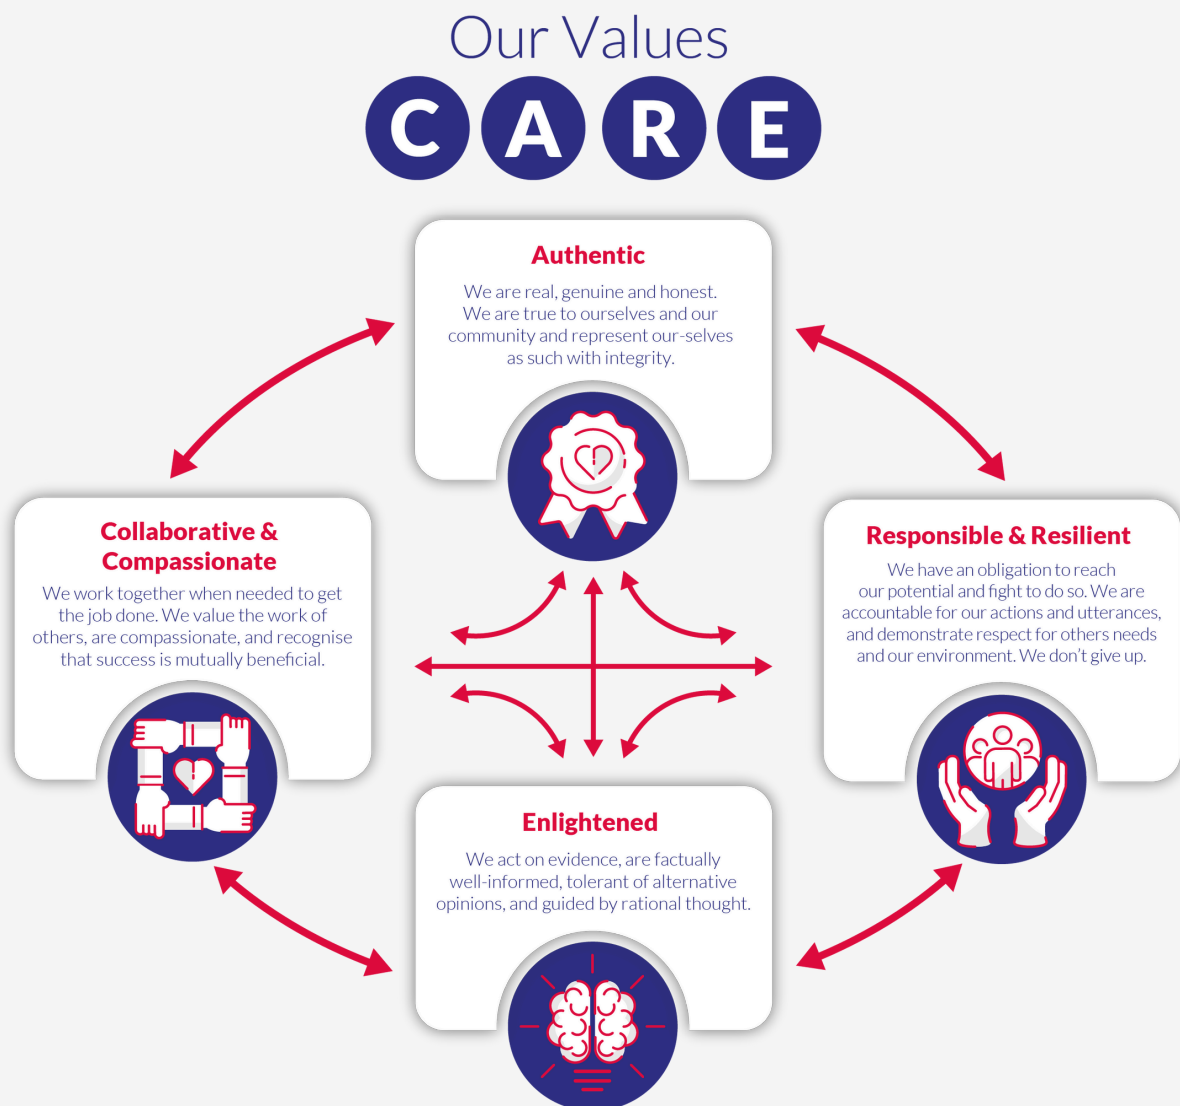 Our Values
CARE
Authentic
We are real, genuine and honest.
We are true to ourselves and our
community and represent our-selves
as such with integrity.
Collaborative &
Compassionate
We work together when needed to get
the job done. We value the work of
others, are compassionate, and recognise
that success is mutually beneficial.
Responsible & Resilient
We have an obligation to reach
our potential and fight to do so. We are
accountable for our actions and utterances,
and demonstrate respect for others needs
and our environment. We don’t give up.
Enlightened
We act on evidence, are factually
well-informed, tolerant of alternative
opinions, and guided by rational thought.